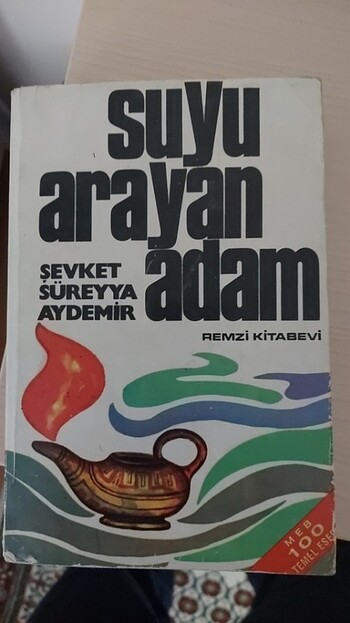 suyu
arayan
adam
ŞEVKET
SÜREYYA
AYDEMİR
REMZİ KİTABEVİ
MEB
100
TEMEL ESER